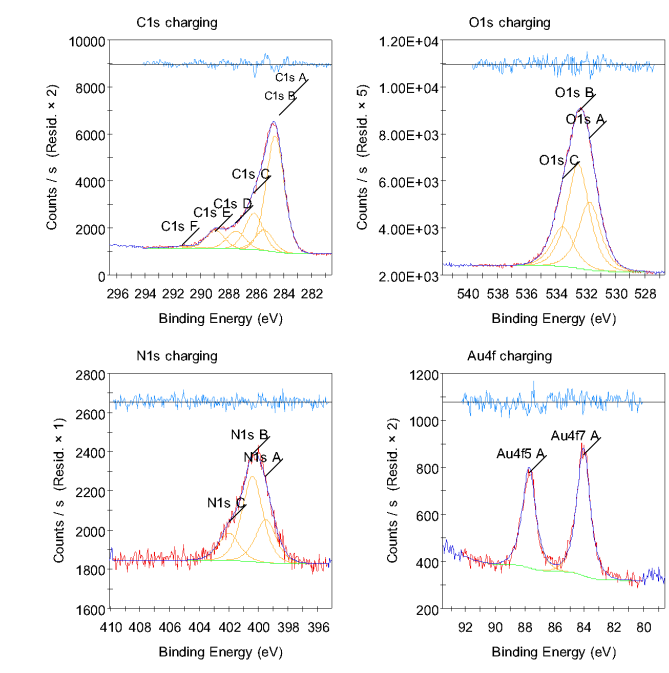 C1s charging
10000
8000
6000
4000
2000
0
Counts / s (Resid. × 2)
C1s A
C1s B
C1s C
C1s D
C1s E
C1s F
296 294 292 290 288 286 284 282
Binding Energy (eV)
O1s charging
1.20E+04
1.00E+04
8.00E+03
6.00E+03
4.00E+03
2.00E+03
Counts / s (Resid. × 5)
O1s B
O1s A
O1s C
540 538 536 534 532 530 528
Binding Energy (eV)
N1s charging
2800
2600
2400
2200
2000
1800
1600
Counts / s (Resid. × 1)
N1s B
N1s A
N1s C
410 408 406 404 402 400 398 396
Binding Energy (eV)
Au4f charging
1200
1000
800
600
400
200
Counts / s (Resid. × 2)
Au4f7 A
Au4f5 A
92 90 88 86 84 82 80
Binding Energy (eV)